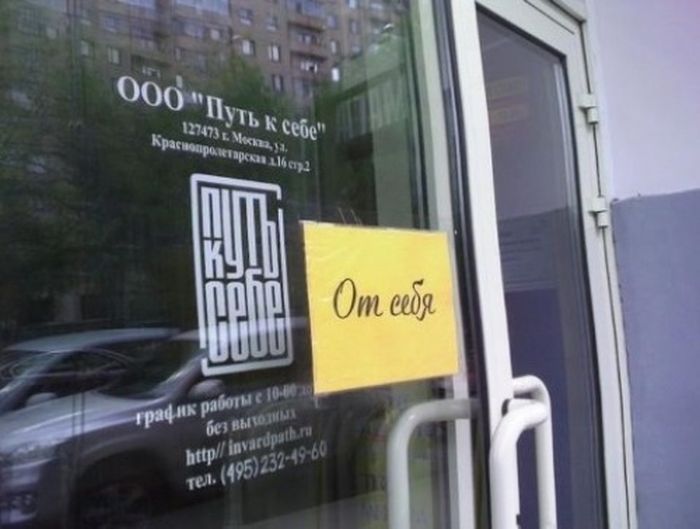 ООО "Путь к себе"
127473 г. Москва, ул.
Краснопролетарская д.16 стр.2
ПУТЬ
К
СЕБЕ
От себя
график работы с 10-00 до
без выходных
http// invardpath.ru
тел. (495)232-49-60